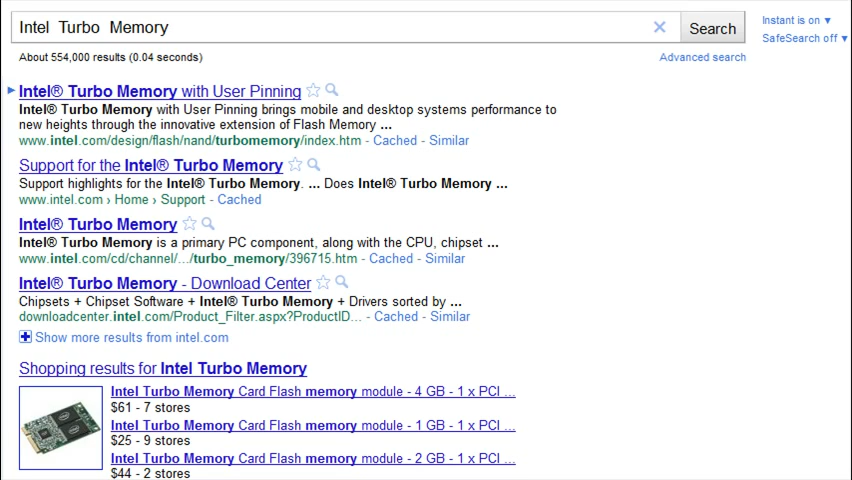 Intel Turbo Memory
Search
Instant is on ▼
SafeSearch off ▼
About 554,000 results (0.04 seconds)
Advanced search
Intel® Turbo Memory with User Pinning
Intel® Turbo Memory with User Pinning brings mobile and desktop systems performance to
new heights through the innovative extension of Flash Memory ...
www.intel.com/design/flash/nand/turbomemory/index.htm - Cached - Similar
Support for the Intel® Turbo Memory
Support highlights for the Intel® Turbo Memory. ... Does Intel® Turbo Memory ...
www.intel.com › Home › Support - Cached
Intel® Turbo Memory
Intel® Turbo Memory is a primary PC component, along with the CPU, chipset ...
www.intel.com/cd/channel/.../turbo_memory/396715.htm - Cached - Similar
Intel® Turbo Memory - Download Center
Chipsets + Chipset Software + Intel® Turbo Memory + Drivers sorted by ...
downloadcenter.intel.com/Product_Filter.aspx?ProductID... - Cached - Similar
Show more results from intel.com
Shopping results for Intel Turbo Memory
Intel Turbo Memory Card Flash memory module - 4 GB - 1 x PCI ...
$61 - 7 stores
Intel Turbo Memory Card Flash memory module - 1 GB - 1 x PCI ...
$25 - 9 stores
Intel Turbo Memory Card Flash memory module - 2 GB - 1 x PCI ...
$44 - 2 stores